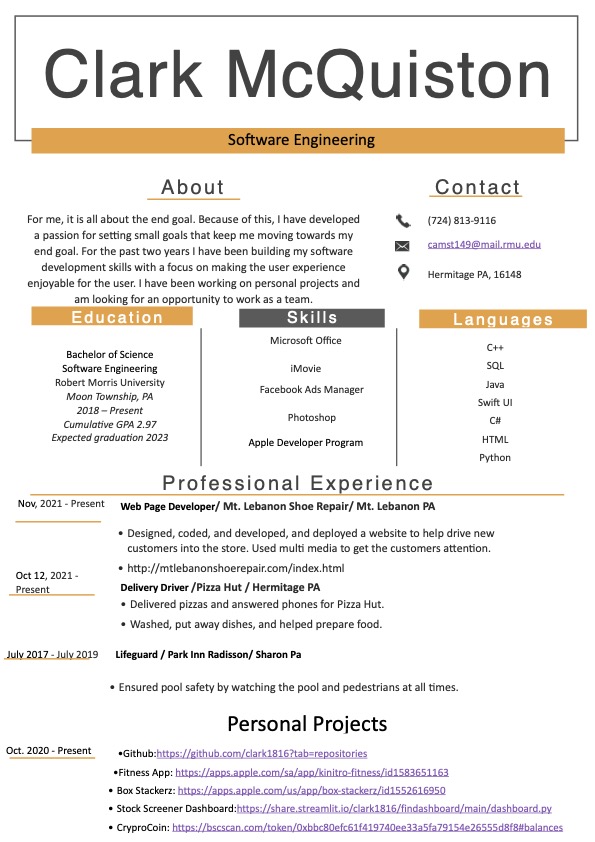 Clark McQuiston
Software Engineering
About
For me, it is all about the end goal. Because of this, I have developed
a passion for setting small goals that keep me moving towards my
end goal. For the past two years I have been building my software
development skills with a focus on making the user experience
enjoyable for the user. I have been working on personal projects and
am looking for an opportunity to work as a team.
Contact
(724) 813-9116
camst149@mail.rmu.edu
Hermitage PA, 16148
Education
Bachelor of Science
Software Engineering
Robert Morris University
Moon Township, PA
2018 – Present
Cumulative GPA 2.97
Expected graduation 2023
Skills
Microsoft Office
iMovie
Facebook Ads Manager
Photoshop
Apple Developer Program
Languages
C++
SQL
Java
Swift UI
C#
HTML
Python
Professional Experience
Nov, 2021 - Present
Web Page Developer/ Mt. Lebanon Shoe Repair/ Mt. Lebanon PA
• Designed, coded, and developed, and deployed a website to help drive new
customers into the store. Used multi media to get the customers attention.
• http://mtlebanonshoerepair.com/index.html
Oct 12, 2021 -
Present
Delivery Driver /Pizza Hut / Hermitage PA
• Delivered pizzas and answered phones for Pizza Hut.
• Washed, put away dishes, and helped prepare food.
July 2017 - July 2019
Lifeguard / Park Inn Radisson/ Sharon Pa
• Ensured pool safety by watching the pool and pedestrians at all times.
Personal Projects
Oct. 2020 - Present
•Github:https://github.com/clark1816?tab=repositories
•Fitness App: https://apps.apple.com/sa/app/kinitro-fitness/id1583651163
• Box Stackerz: https://apps.apple.com/us/app/box-stackerz/id1552616950
• Stock Screener Dashboard:https://share.streamlit.io/clark1816/findashboard/main/dashboard.py
• CryproCoin: https://bscscan.com/token/0xbbc80efc61f419740ee33a5fa79154e26555d8f8#balances